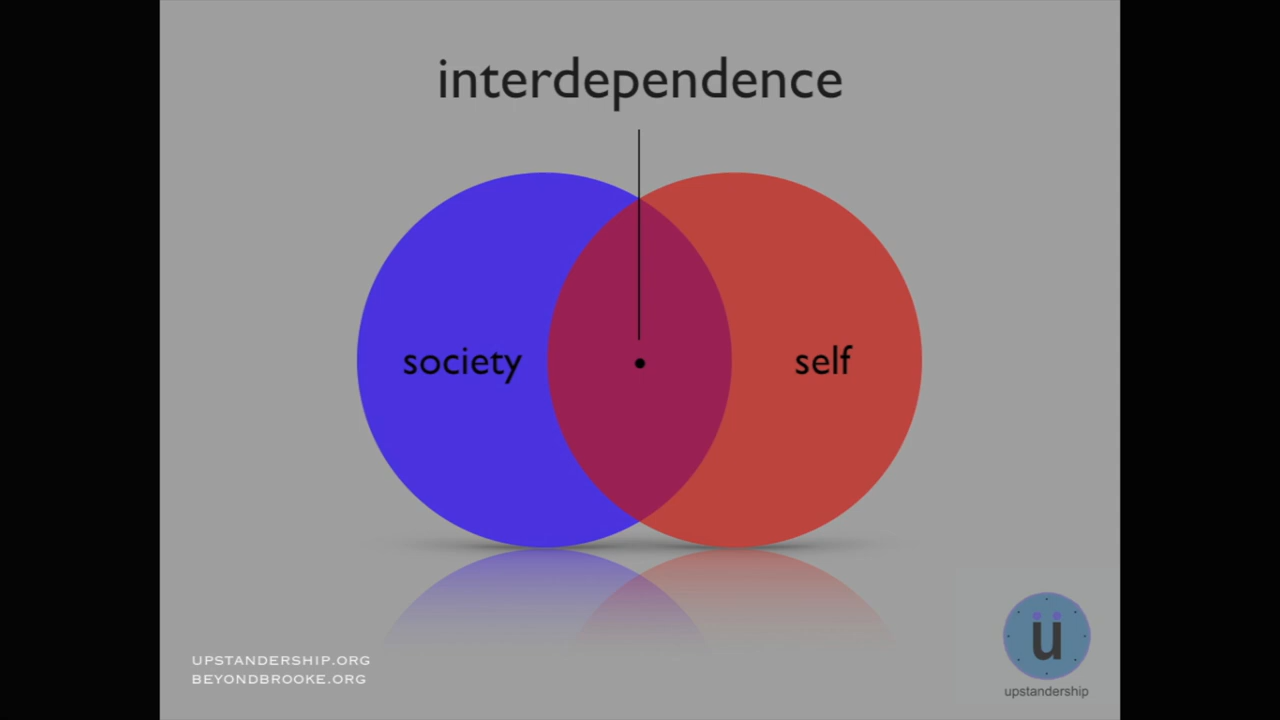 interdependence
society
self
UPSTANDERSHIP.ORG
BEYONDBROOKE.ORG
ü
upstandership